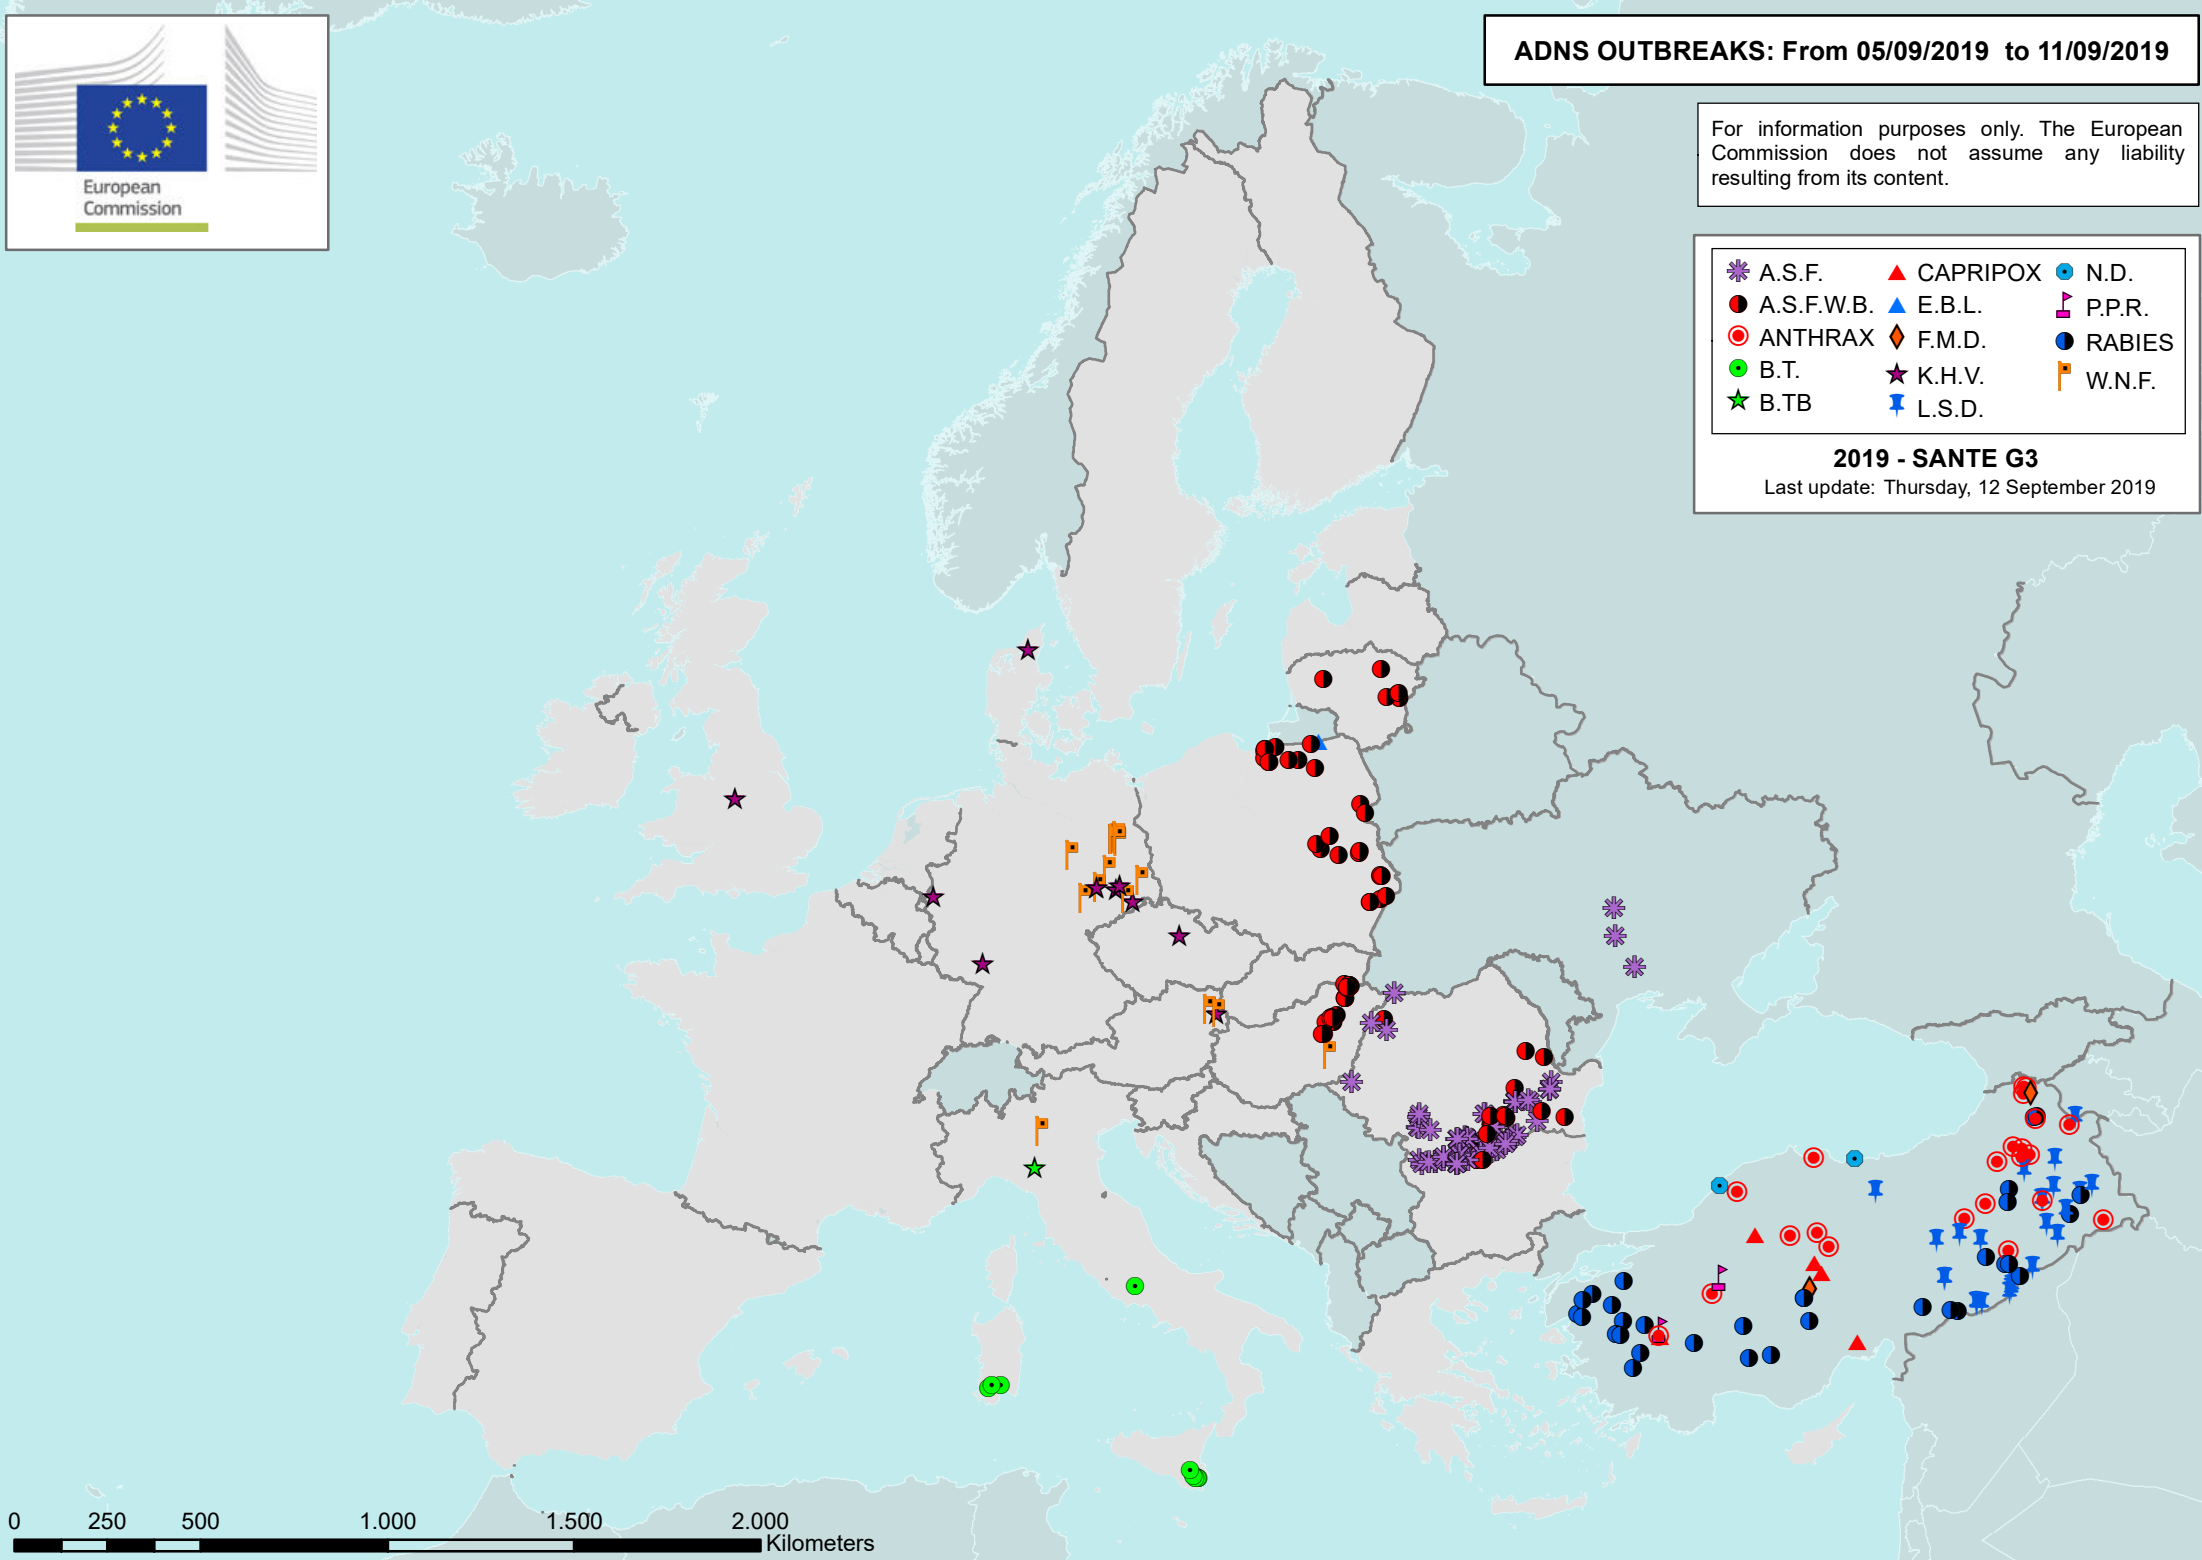 European
Commission
ADNS OUTBREAKS: From 05/09/2019 to 11/09/2019
For information purposes only. The European
Commission does not assume any liability
resulting from its content.
A.S.F.
A.S.F.W.B.
ANTHRAX
B.T.
B.TB
CAPRIPOX
E.B.L.
F.M.D.
K.H.V.
L.S.D.
N.D.
P.P.R.
RABIES
W.N.F.
2019 - SANTE G3
Last update: Thursday, 12 September 2019
0 250 500 1.000 1.500 2.000
Kilometers